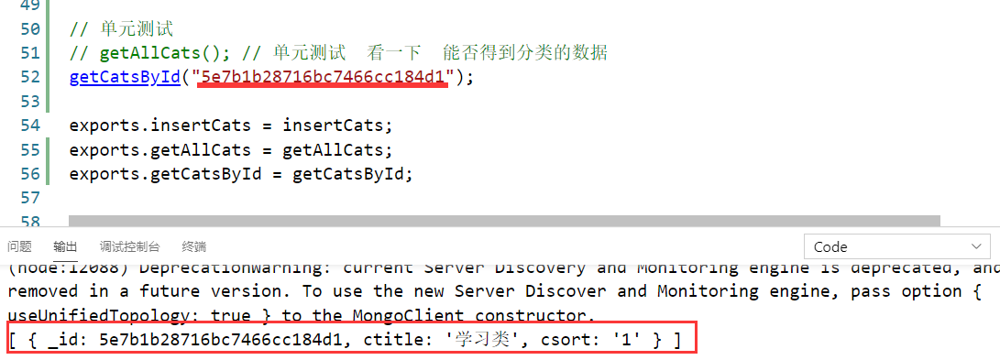 49
50 // 单元测试
51 // getAllCats(); // 单元测试 看一下 能否得到分类的数据
52 getCatsById("5e7b1b28716bc7466cc184d1");
53
54 exports.insertCats = insertCats;
55 exports.getAllCats = getAllCats;
56 exports.getCatsById = getCatsById;
57
58
问题 输出 调试控制台 终端 Code
(node:12088) DeprecationWarning: current Server Discovery and Monitoring engine is deprecated, and
removed in a future version. To use the new Server Discover and Monitoring engine, pass option {
useUnifiedTopology: true } to the MongoClient constructor.
[ { _id: 5e7b1b28716bc7466cc184d1, ctitle: '学习类', csort: '1' } ]